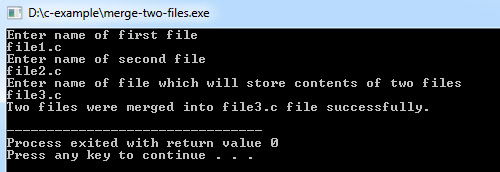 D:\c-example\merge-two-files.exe
Enter name of first file
file1.c
Enter name of second file
file2.c
Enter name of file which will store contents of two files
file3.c
Two files were merged into file3.c file successfully.
--------------------------------
Process exited with return value 0
Press any key to continue . . .